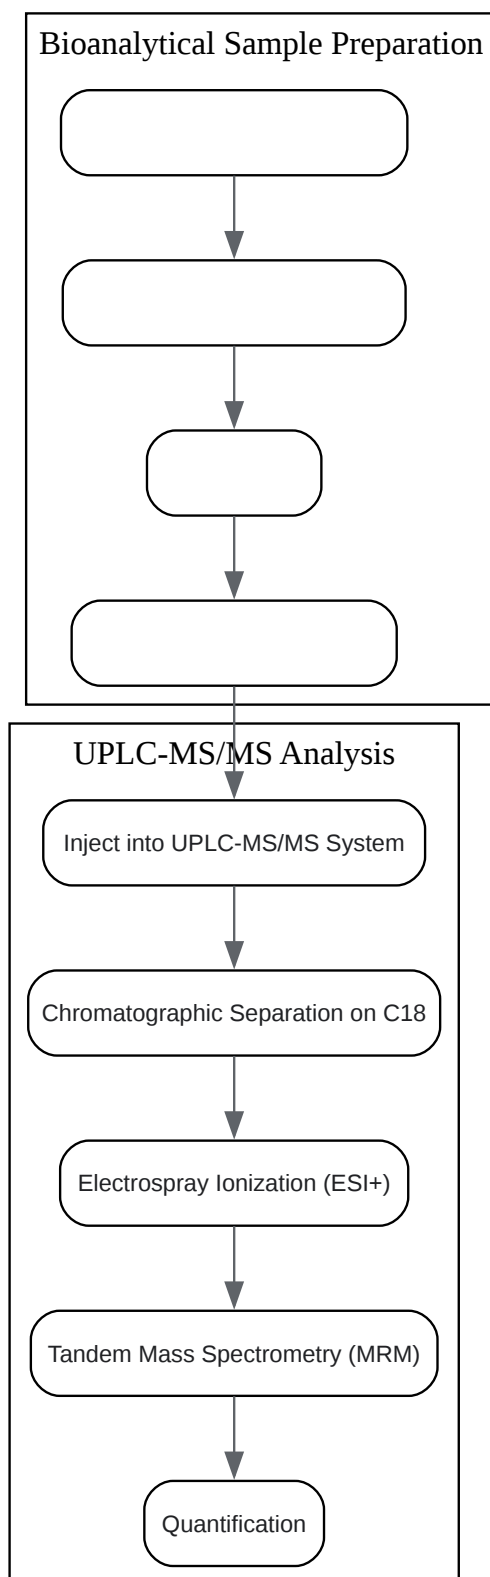 Bioanalytical Sample Preparation
UPLC-MS/MS Analysis
Inject into UPLC-MS/MS System
Chromatographic Separation on C18
Electrospray Ionization (ESI+)
Tandem Mass Spectrometry (MRM)
Quantification